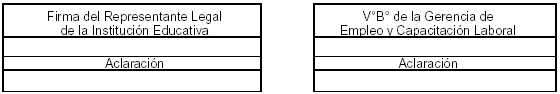 Firma del Representante Legal
de la Institución Educativa
Aclaración
V°B° de la Gerencia de
Empleo y Capacitación Laboral
Aclaración